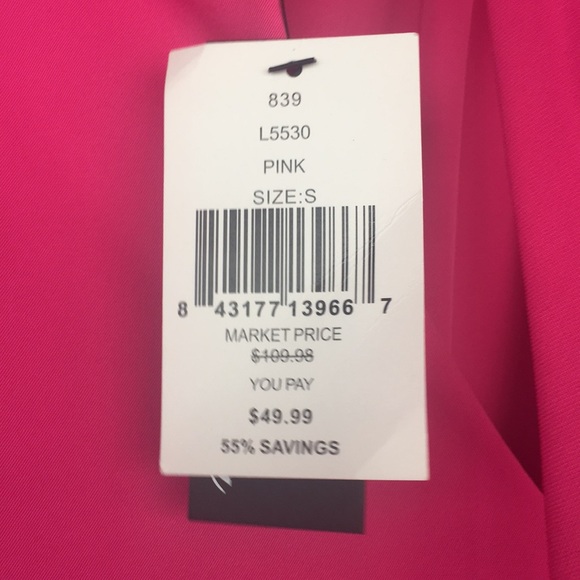 839
L5530
PINK
SIZE:S
8 43177 13966 7
MARKET PRICE
$109.98
YOU PAY
$49.99
55% SAVINGS